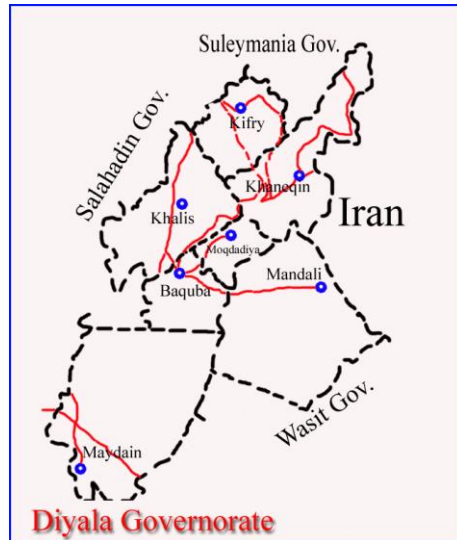 Suleymania Gov.
Salahadin Gov.
Kifry
Khaneqin
Khalis
Iran
Moqdadiya
Mandali
Baquba
Wasit Gov.
Maydain
Diyala Governorate